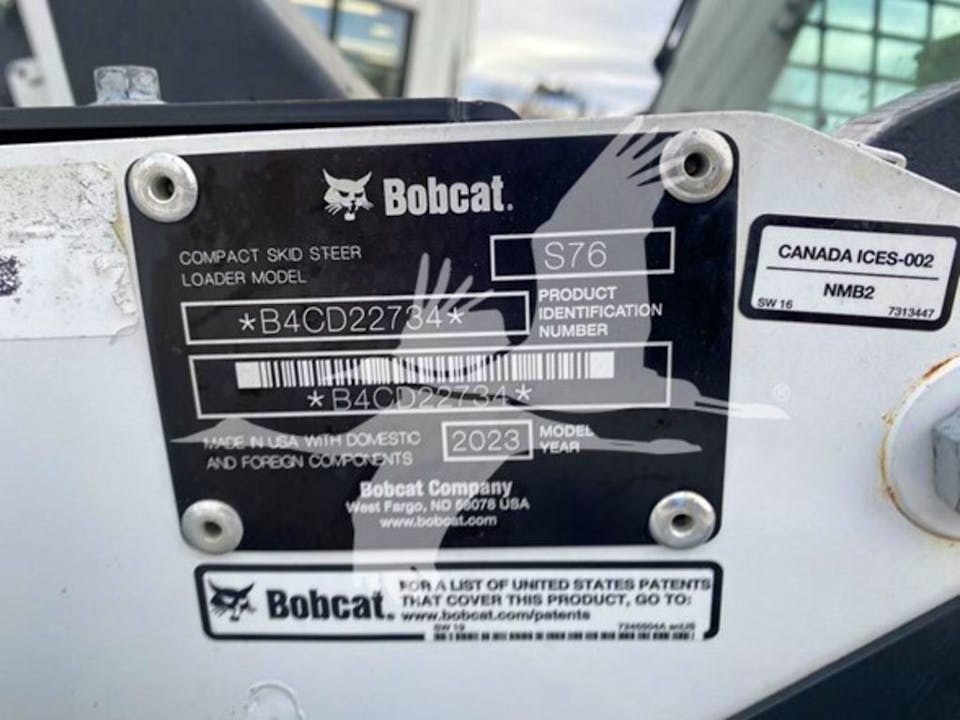 Bobcat.
COMPACT SKID STEER
LOADER MODEL
S76
*B4CD22734*
PRODUCT
IDENTIFICATION
NUMBER
*B4CD22734*
MADE IN USA WITH DOMESTIC
AND FOREIGN COMPONENTS
2023
MODEL
YEAR
Bobcat Company
West Fargo, ND 58078 USA
www.bobcat.com
CANADA ICES-002
NMB2
SW 16
7313447
®
Bobcat.
FOR A LIST OF UNITED STATES PATENTS
THAT COVER THIS PRODUCT, GO TO:
www.bobcat.com/patents
SW 19